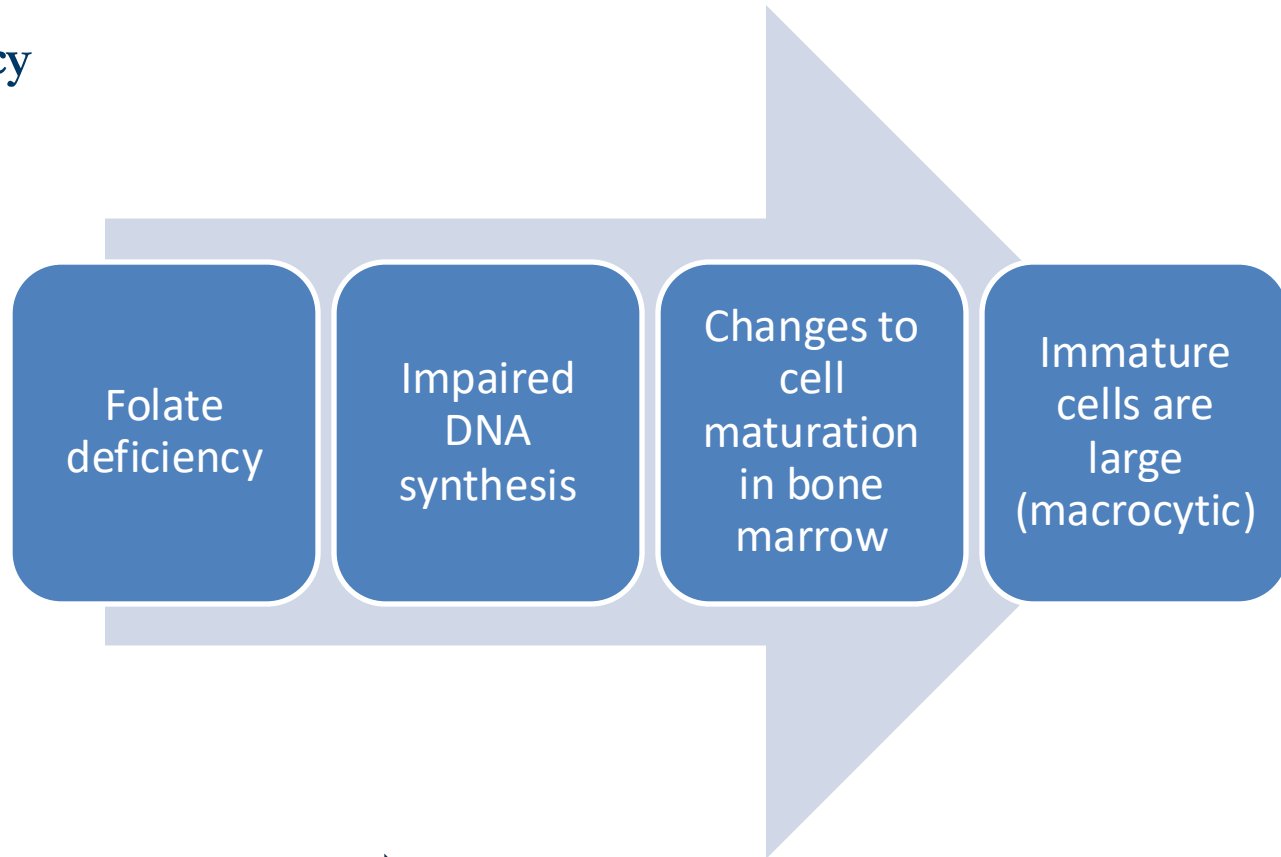 cy
Folate
deficiency
Impaired
DNA
synthesis
Changes to
cell
maturation
in bone
marrow
Immature
cells are
large
(macrocytic)